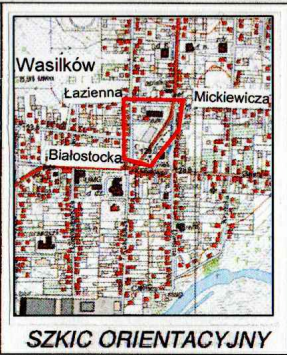 Wasilków
Łazienna
Mickiewicza
Białostocka
SZKIC ORIENTACYJNY